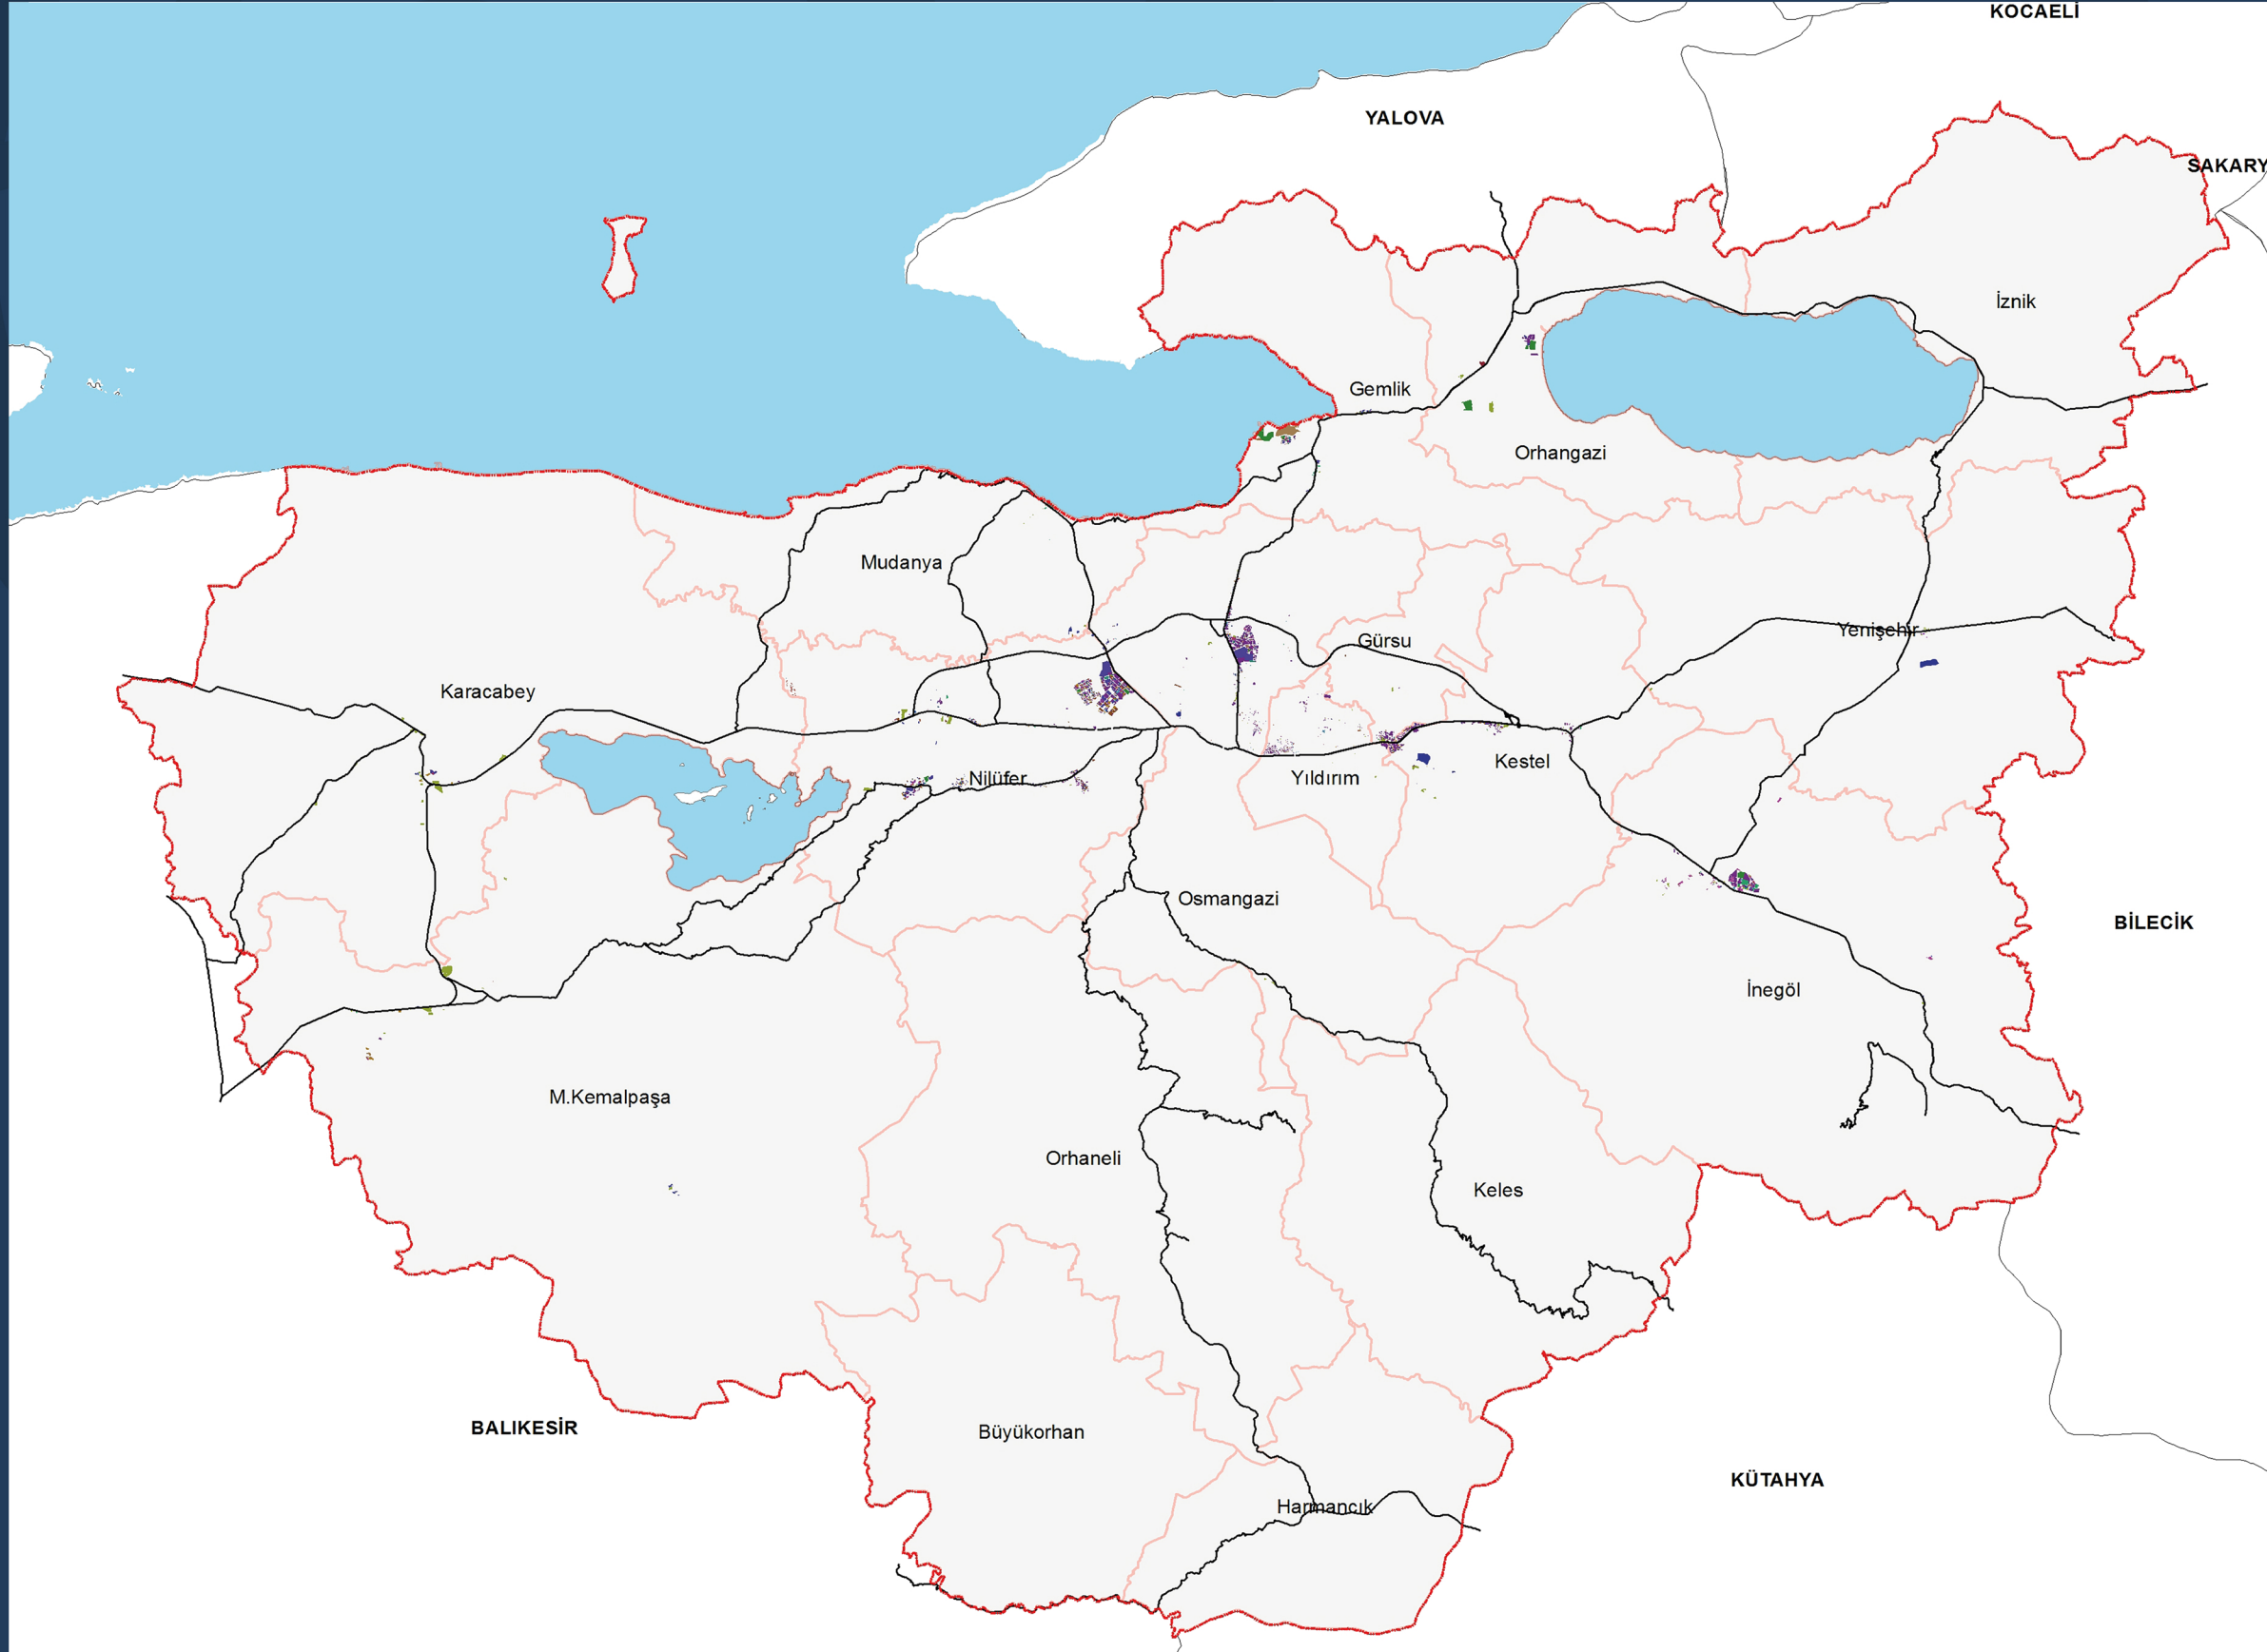 KOCAELİ
YALOVA
SAKARY
İznik
Gemlik
Orhangazi
Mudanya
Yenişehir
Gürsu
Karacabey
Kestel
Nilüfer
Yıldırım
Osmangazi
BİLECİK
İnegöl
M.Kemalpaşa
Orhaneli
Keles
BALIKESİR
Büyükorhan
KÜTAHYA
Harmancık